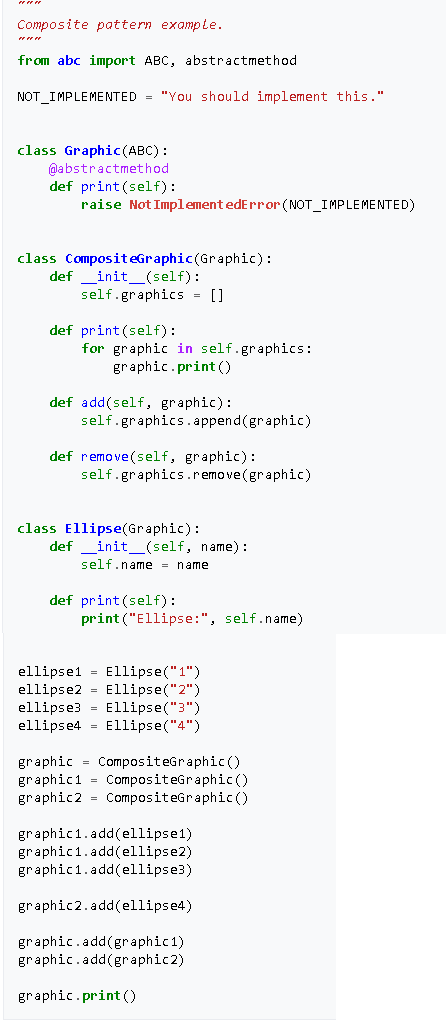 """
Composite pattern example.
"""
from abc import ABC, abstractmethod

NOT_IMPLEMENTED = "You should implement this."


class Graphic(ABC):
    @abstractmethod
    def print(self):
        raise NotImplementedError(NOT_IMPLEMENTED)


class CompositeGraphic(Graphic):
    def __init__(self):
        self.graphics = []

    def print(self):
        for graphic in self.graphics:
            graphic.print()

    def add(self, graphic):
        self.graphics.append(graphic)

    def remove(self, graphic):
        self.graphics.remove(graphic)


class Ellipse(Graphic):
    def __init__(self, name):
        self.name = name

    def print(self):
        print("Ellipse:", self.name)


ellipse1 = Ellipse("1")
ellipse2 = Ellipse("2")
ellipse3 = Ellipse("3")
ellipse4 = Ellipse("4")

graphic = CompositeGraphic()
graphic1 = CompositeGraphic()
graphic2 = CompositeGraphic()

graphic1.add(ellipse1)
graphic1.add(ellipse2)
graphic1.add(ellipse3)

graphic2.add(ellipse4)

graphic.add(graphic1)
graphic.add(graphic2)

graphic.print()